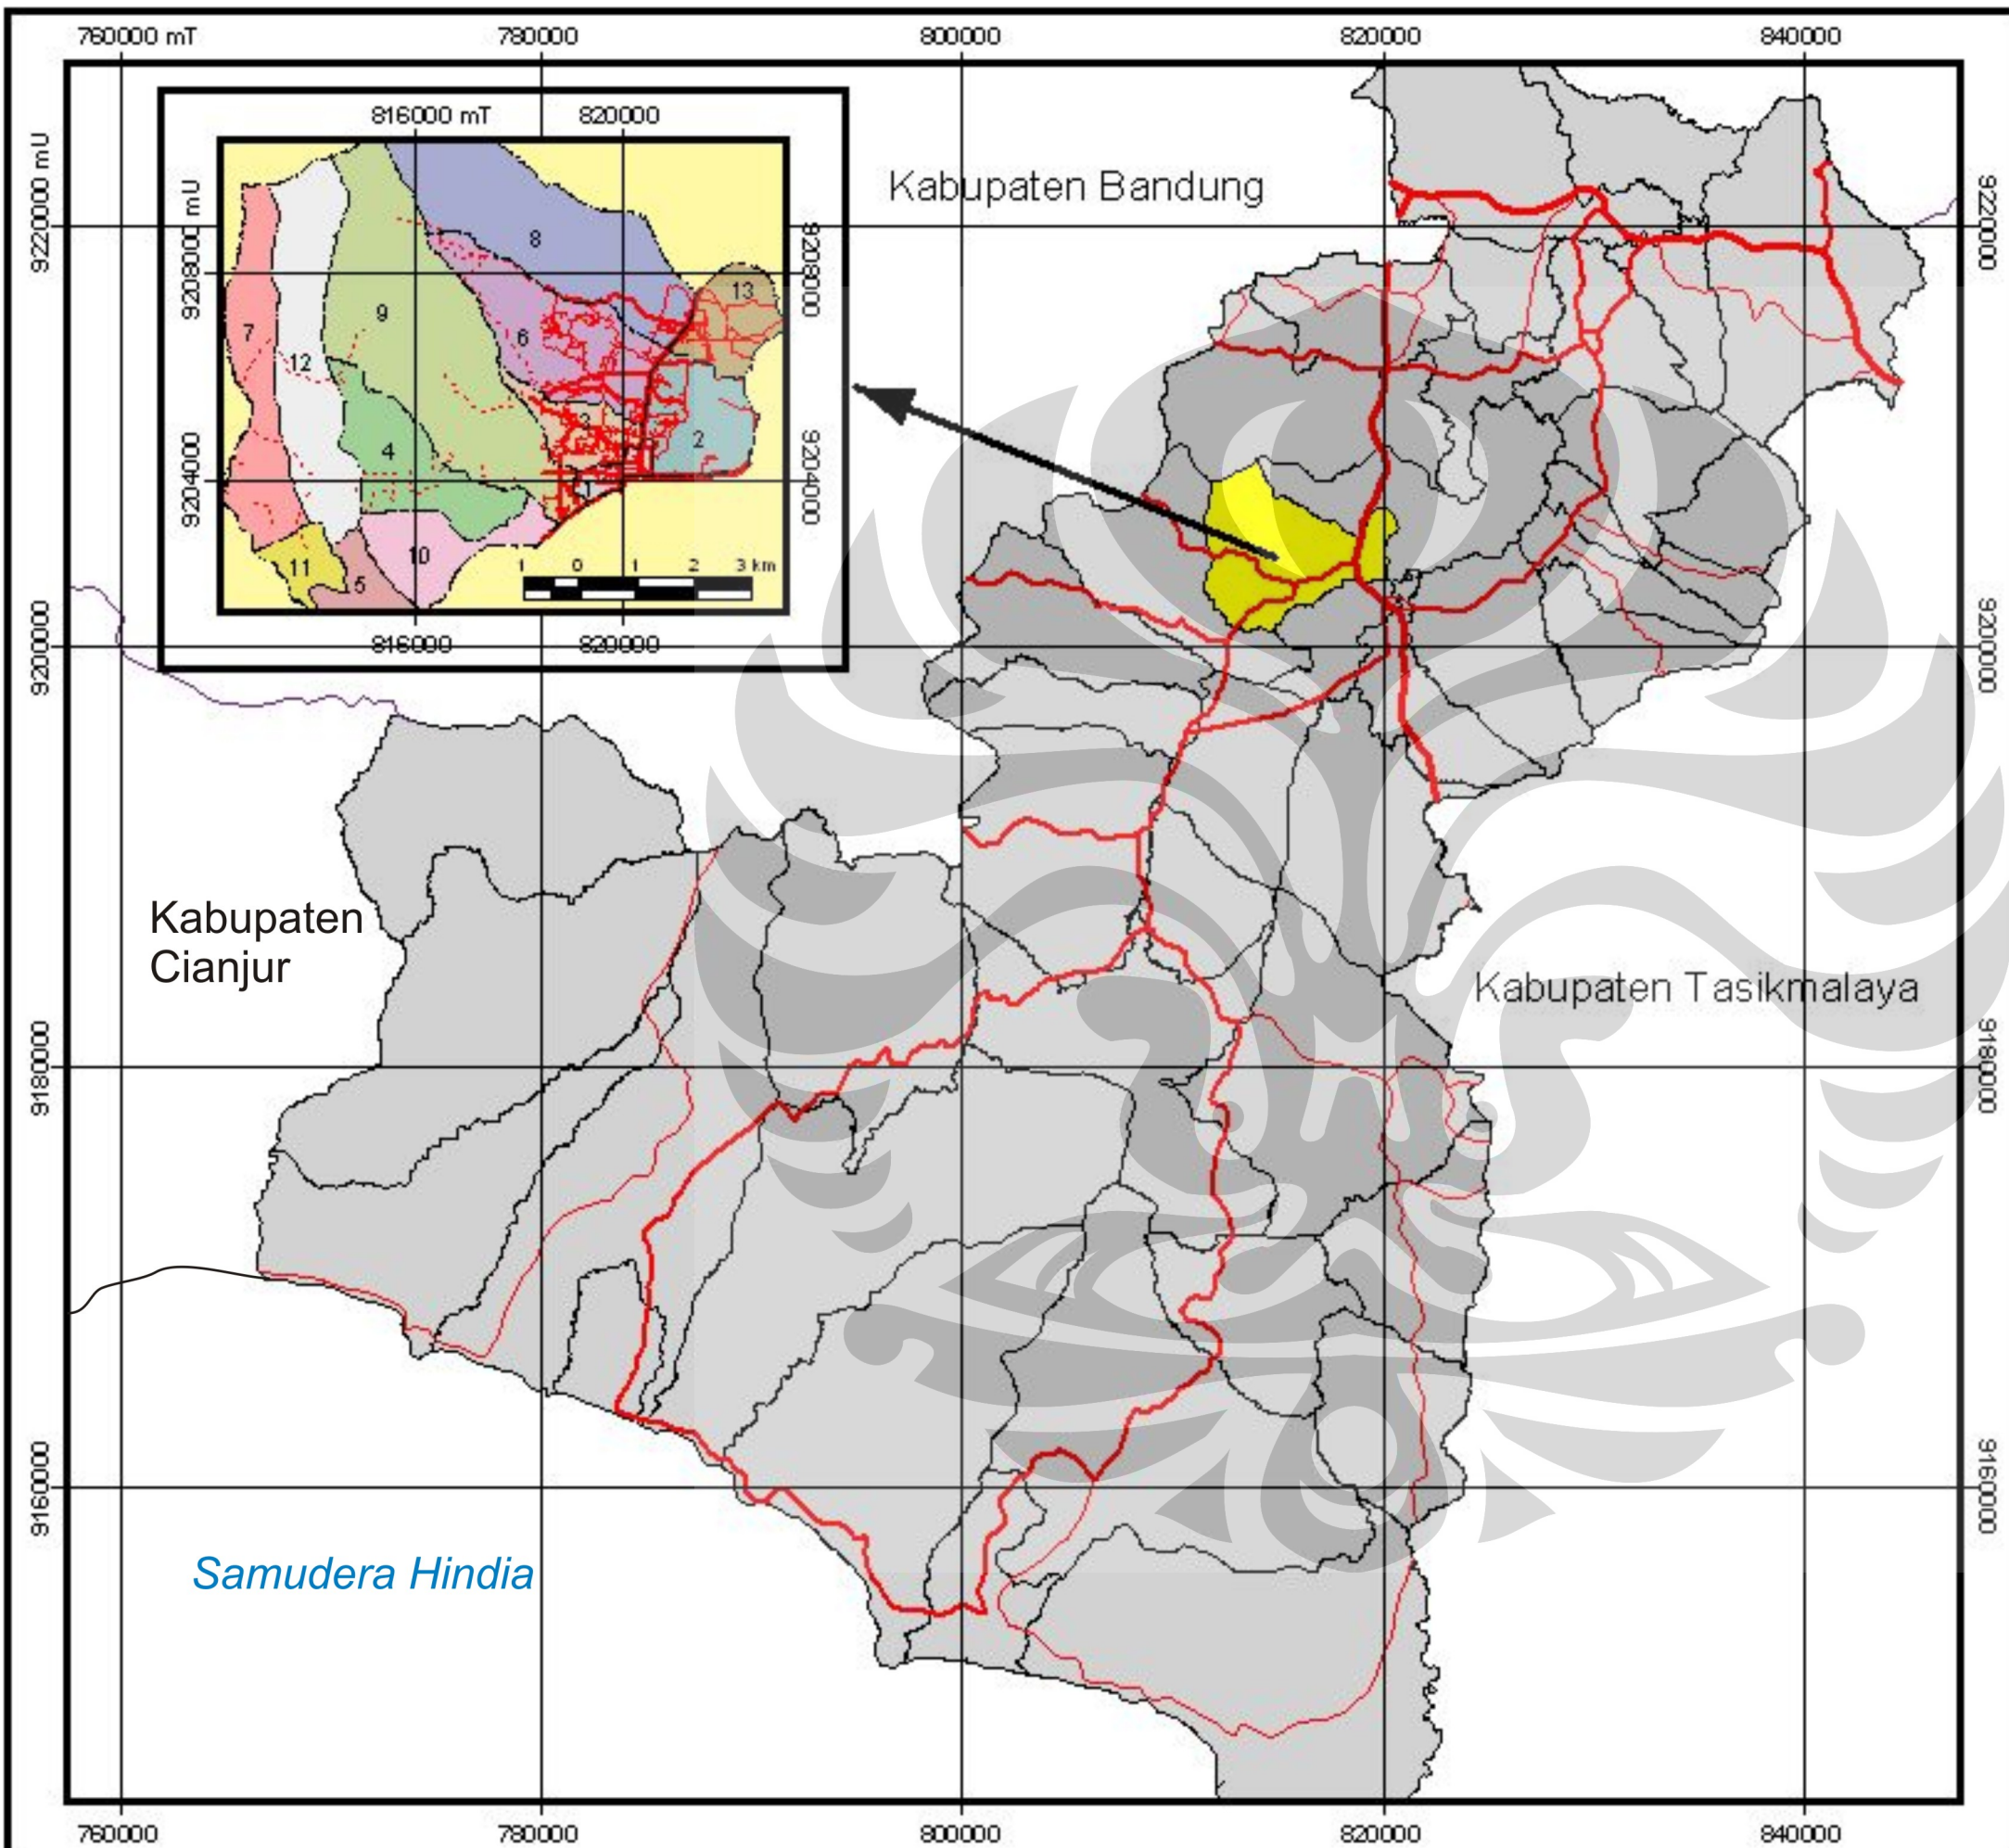 760000 mT 780000 800000 820000 840000
816000 mT 820000
9220000 mU
Kabupaten Bandung
9220000
9208000 mU
9208000
8
13
9
7
6
12
3
4
2
9204000
9204000
1
10
11
5
1 0 1 2 3 km
816000 820000
9200000
9200000
Kabupaten
Cianjur
Kabupaten Tasikmalaya
9180000
9180000
9160000
9160000
Samudera Hindia
760000 780000 800000 820000 840000